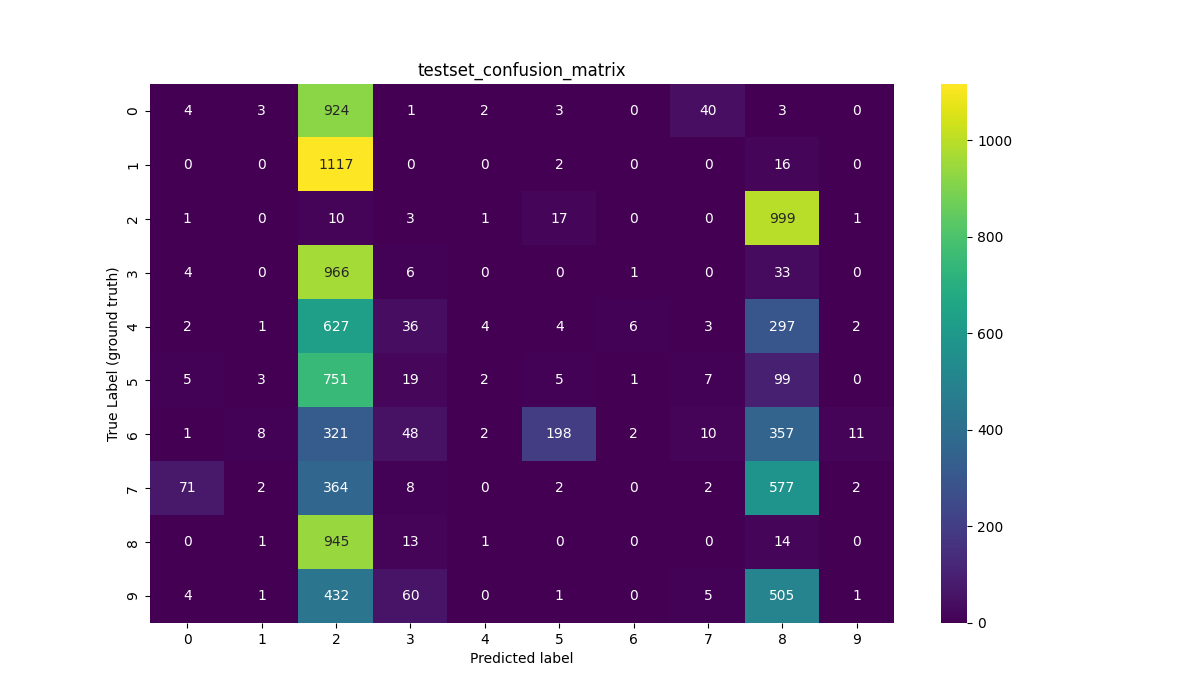 testset_confusion_matrix
0 4 3 924 1 2 3 0 40 3 0
1 0 0 1117 0 0 2 0 0 16 0
2 1 0 10 3 1 17 0 0 999 1
3 4 0 966 6 0 0 1 0 33 0
4 2 1 627 36 4 4 6 3 297 2
5 5 3 751 19 2 5 1 7 99 0
6 1 8 321 48 2 198 2 10 357 11
7 71 2 364 8 0 2 0 2 577 2
8 0 1 945 13 1 0 0 0 14 0
9 4 1 432 60 0 1 0 5 505 1
0 1 2 3 4 5 6 7 8 9
Predicted label
True Label (ground truth)
1000
800
600
400
200
0